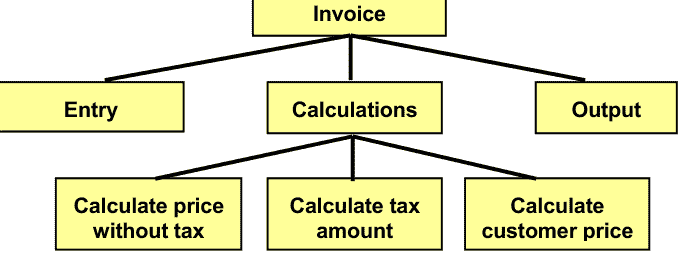 Invoice
Entry
Calculations
Output
Calculate price
without tax
Calculate tax
amount
Calculate
customer price